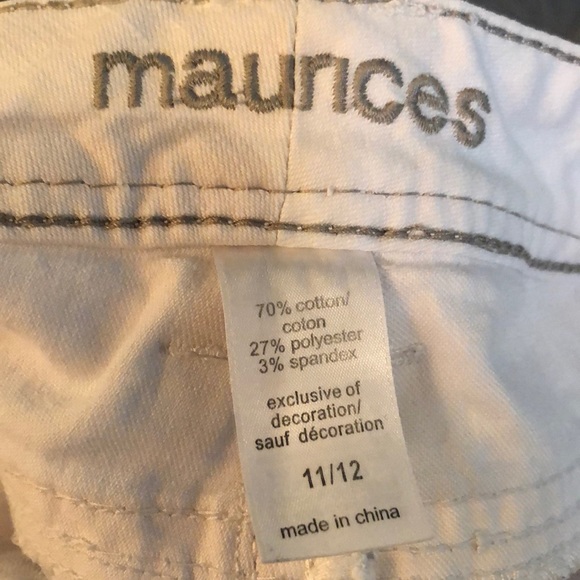 maurices
70% cotton/
coton
27% polyester
3% spandex
exclusive of
decoration/
sauf décoration
11/12
made in china